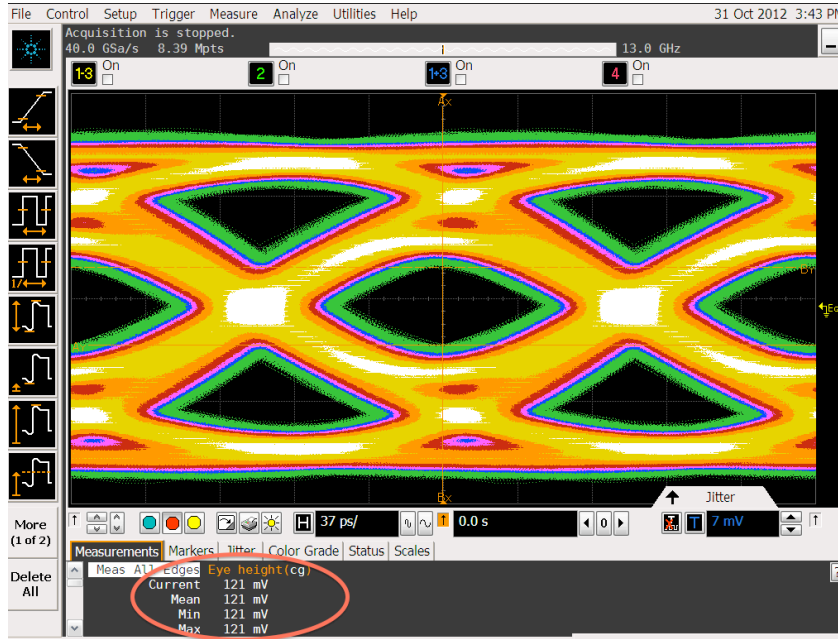 File Control Setup Trigger Measure Analyze Utilities Help 31 Oct 2012 3:43 PM
Acquisition is stopped.
40.0 GSa/s 8.39 Mpts 13.0 GHz
1-3 On 2 On 1+3 On 4 On
Ax
Bx
1/
More
(1 of 2)
Delete
All
Jitter
H 37 ps/ 0.0 s 0 T 7 mV
Measurements Markers Jitter Color Grade Status Scales
Meas All Edges Eye height(cg)
Current 121 mV
Mean 121 mV
Min 121 mV
Max 121 mV